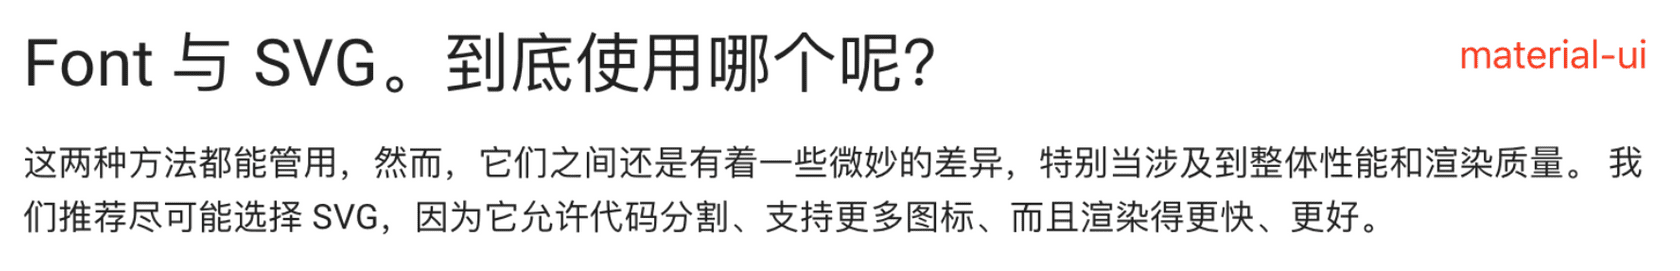 Font 与 SVG。到底使用哪个呢?
material-ui
这两种方法都能管用，然而，它们之间还是有着一些微妙的差异，特别当涉及到整体性能和渲染质量。 我
们推荐尽可能选择 SVG，因为它允许代码分割、支持更多图标、而且渲染得更快、更好。